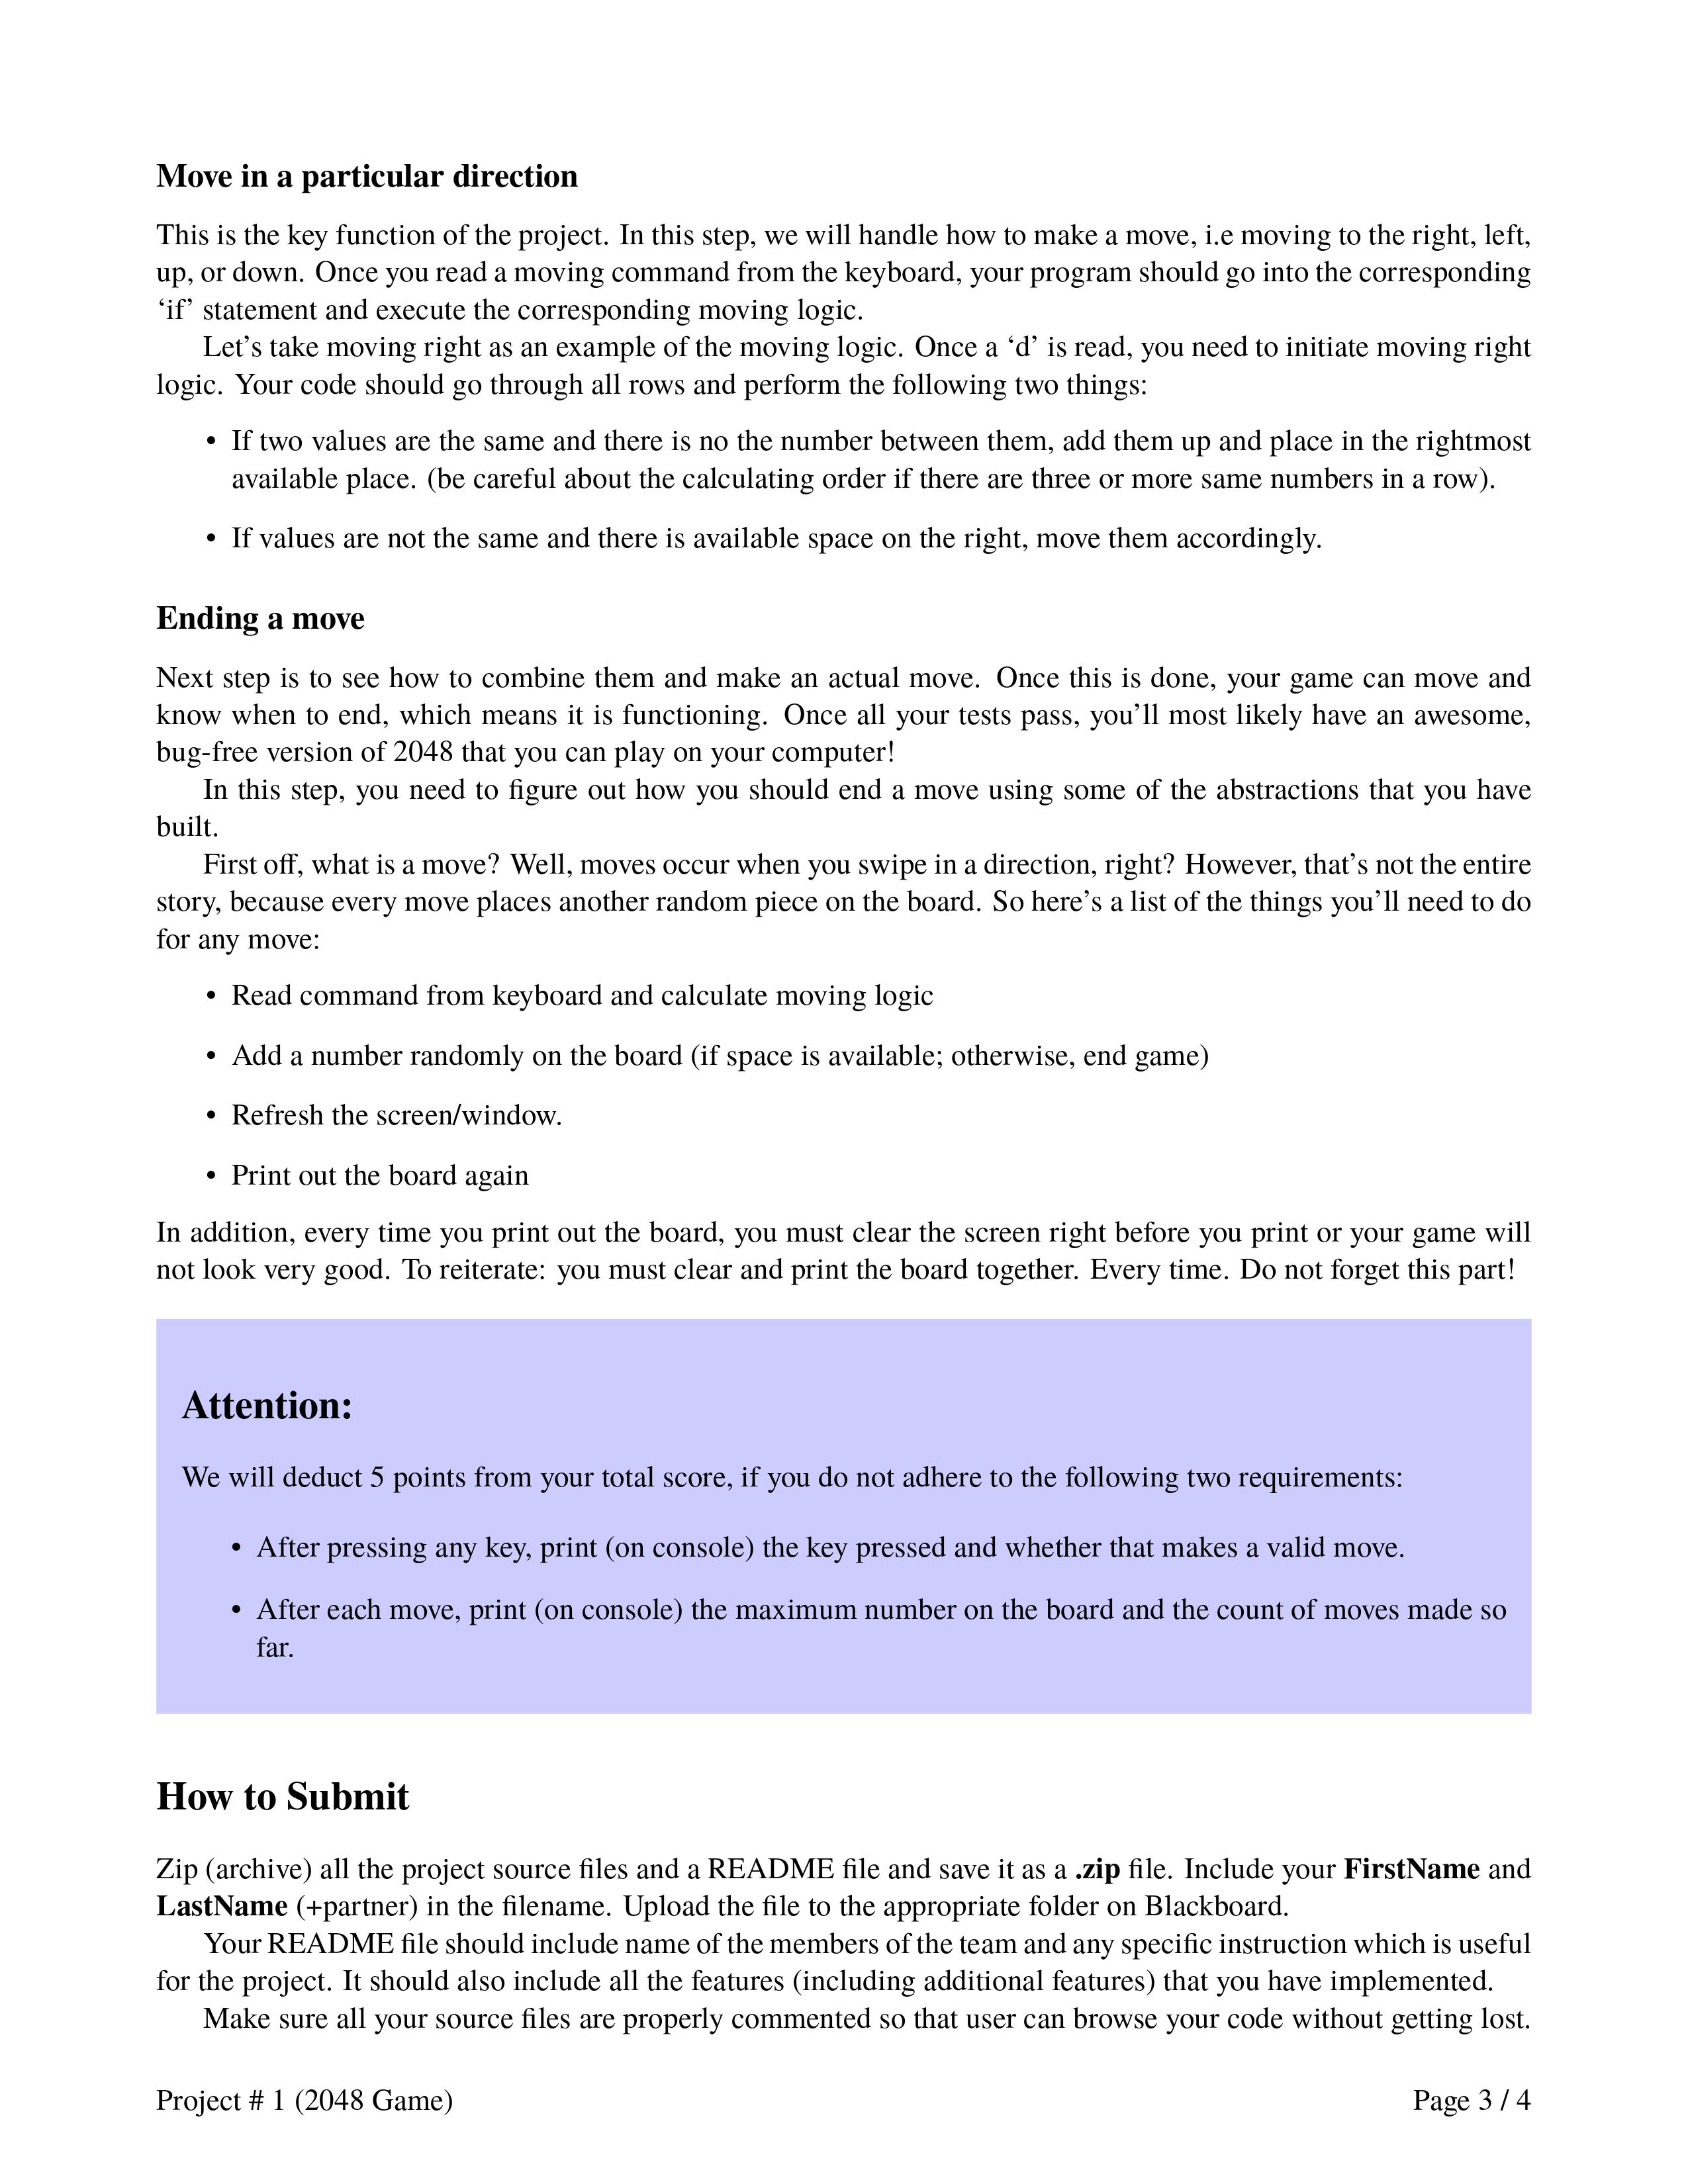 Move in a particular direction
This is the key function of the project. In this step, we will handle how to make a move, i.e moving to the right, left,
up, or down. Once you read a moving command from the keyboard, your program should go into the corresponding
‘if’ statement and execute the corresponding moving logic.
Let’s take moving right as an example of the moving logic. Once a ‘d’ is read, you need to initiate moving right
logic. Your code should go through all rows and perform the following two things:
• If two values are the same and there is no the number between them, add them up and place in the rightmost
available place. (be careful about the calculating order if there are three or more same numbers in a row).
• If values are not the same and there is available space on the right, move them accordingly.
Ending a move
Next step is to see how to combine them and make an actual move. Once this is done, your game can move and
know when to end, which means it is functioning. Once all your tests pass, you’ll most likely have an awesome,
bug-free version of 2048 that you can play on your computer!
In this step, you need to figure out how you should end a move using some of the abstractions that you have
built.
First off, what is a move? Well, moves occur when you swipe in a direction, right? However, that’s not the entire
story, because every move places another random piece on the board. So here’s a list of the things you’ll need to do
for any move:
• Read command from keyboard and calculate moving logic
• Add a number randomly on the board (if space is available; otherwise, end game)
• Refresh the screen/window.
• Print out the board again
In addition, every time you print out the board, you must clear the screen right before you print or your game will
not look very good. To reiterate: you must clear and print the board together. Every time. Do not forget this part!
Attention:
We will deduct 5 points from your total score, if you do not adhere to the following two requirements:
• After pressing any key, print (on console) the key pressed and whether that makes a valid move.
• After each move, print (on console) the maximum number on the board and the count of moves made so
far.
How to Submit
Zip (archive) all the project source files and a README file and save it as a .zip file. Include your FirstName and
LastName (+partner) in the filename. Upload the file to the appropriate folder on Blackboard.
Your README file should include name of the members of the team and any specific instruction which is useful
for the project. It should also include all the features (including additional features) that you have implemented.
Make sure all your source files are properly commented so that user can browse your code without getting lost.
Project # 1 (2048 Game)
Page 3 / 4